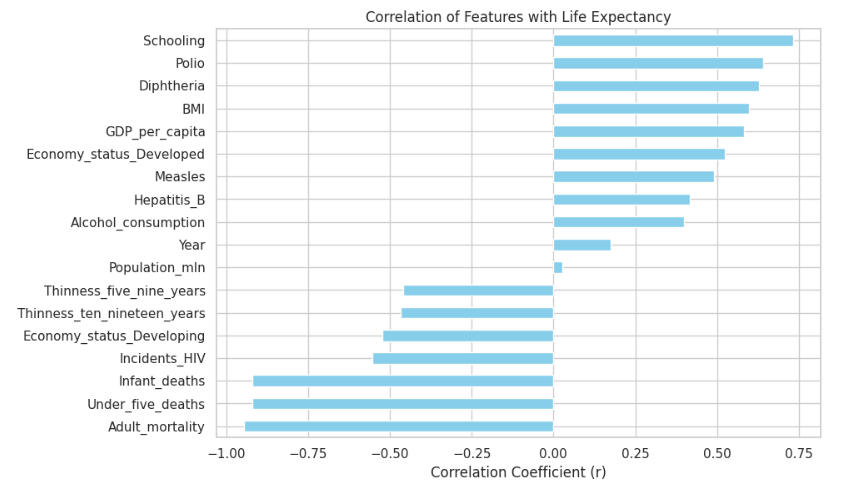 Correlation of Features with Life Expectancy
Schooling
Polio
Diphtheria
BMI
GDP_per_capita
Economy_status_Developed
Measles
Hepatitis_B
Alcohol_consumption
Year
Population_mln
Thinness_five_nine_years
Thinness_ten_nineteen_years
Economy_status_Developing
Incidents_HIV
Infant_deaths
Under_five_deaths
Adult_mortality
−1.00 −0.75 −0.50 −0.25 0.00 0.25 0.50 0.75
Correlation Coefficient (r)